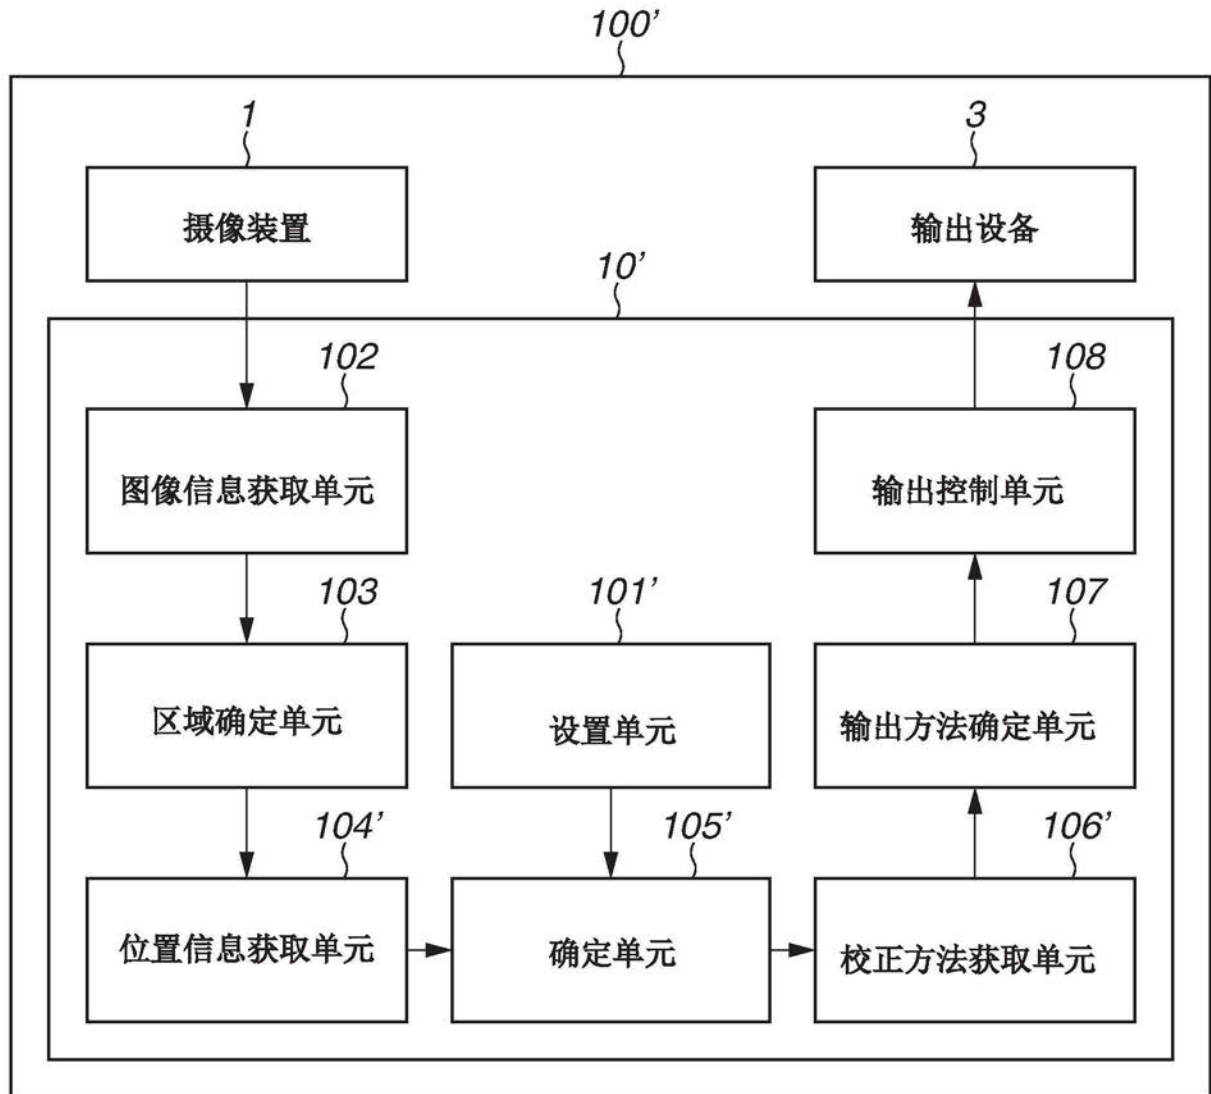 100’
1
3
摄像装置
输出设备
10’
102
108
图像信息获取单元
输出控制单元
103
101’
107
区域确定单元
设置单元
输出方法确定单元
104’
105’
106’
位置信息获取单元
确定单元
校正方法获取单元